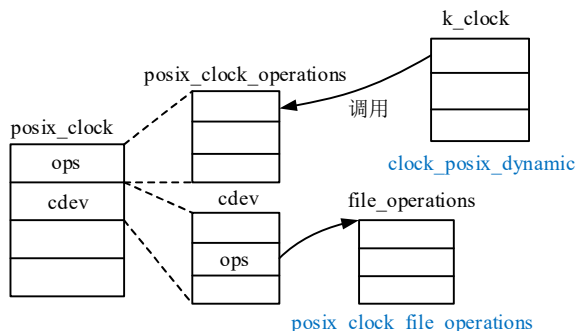 k_clock
posix_clock_operations
调用
posix_clock
ops
clock_posix_dynamic
cdev
cdev
file_operations
ops
posix_clock_file_operations